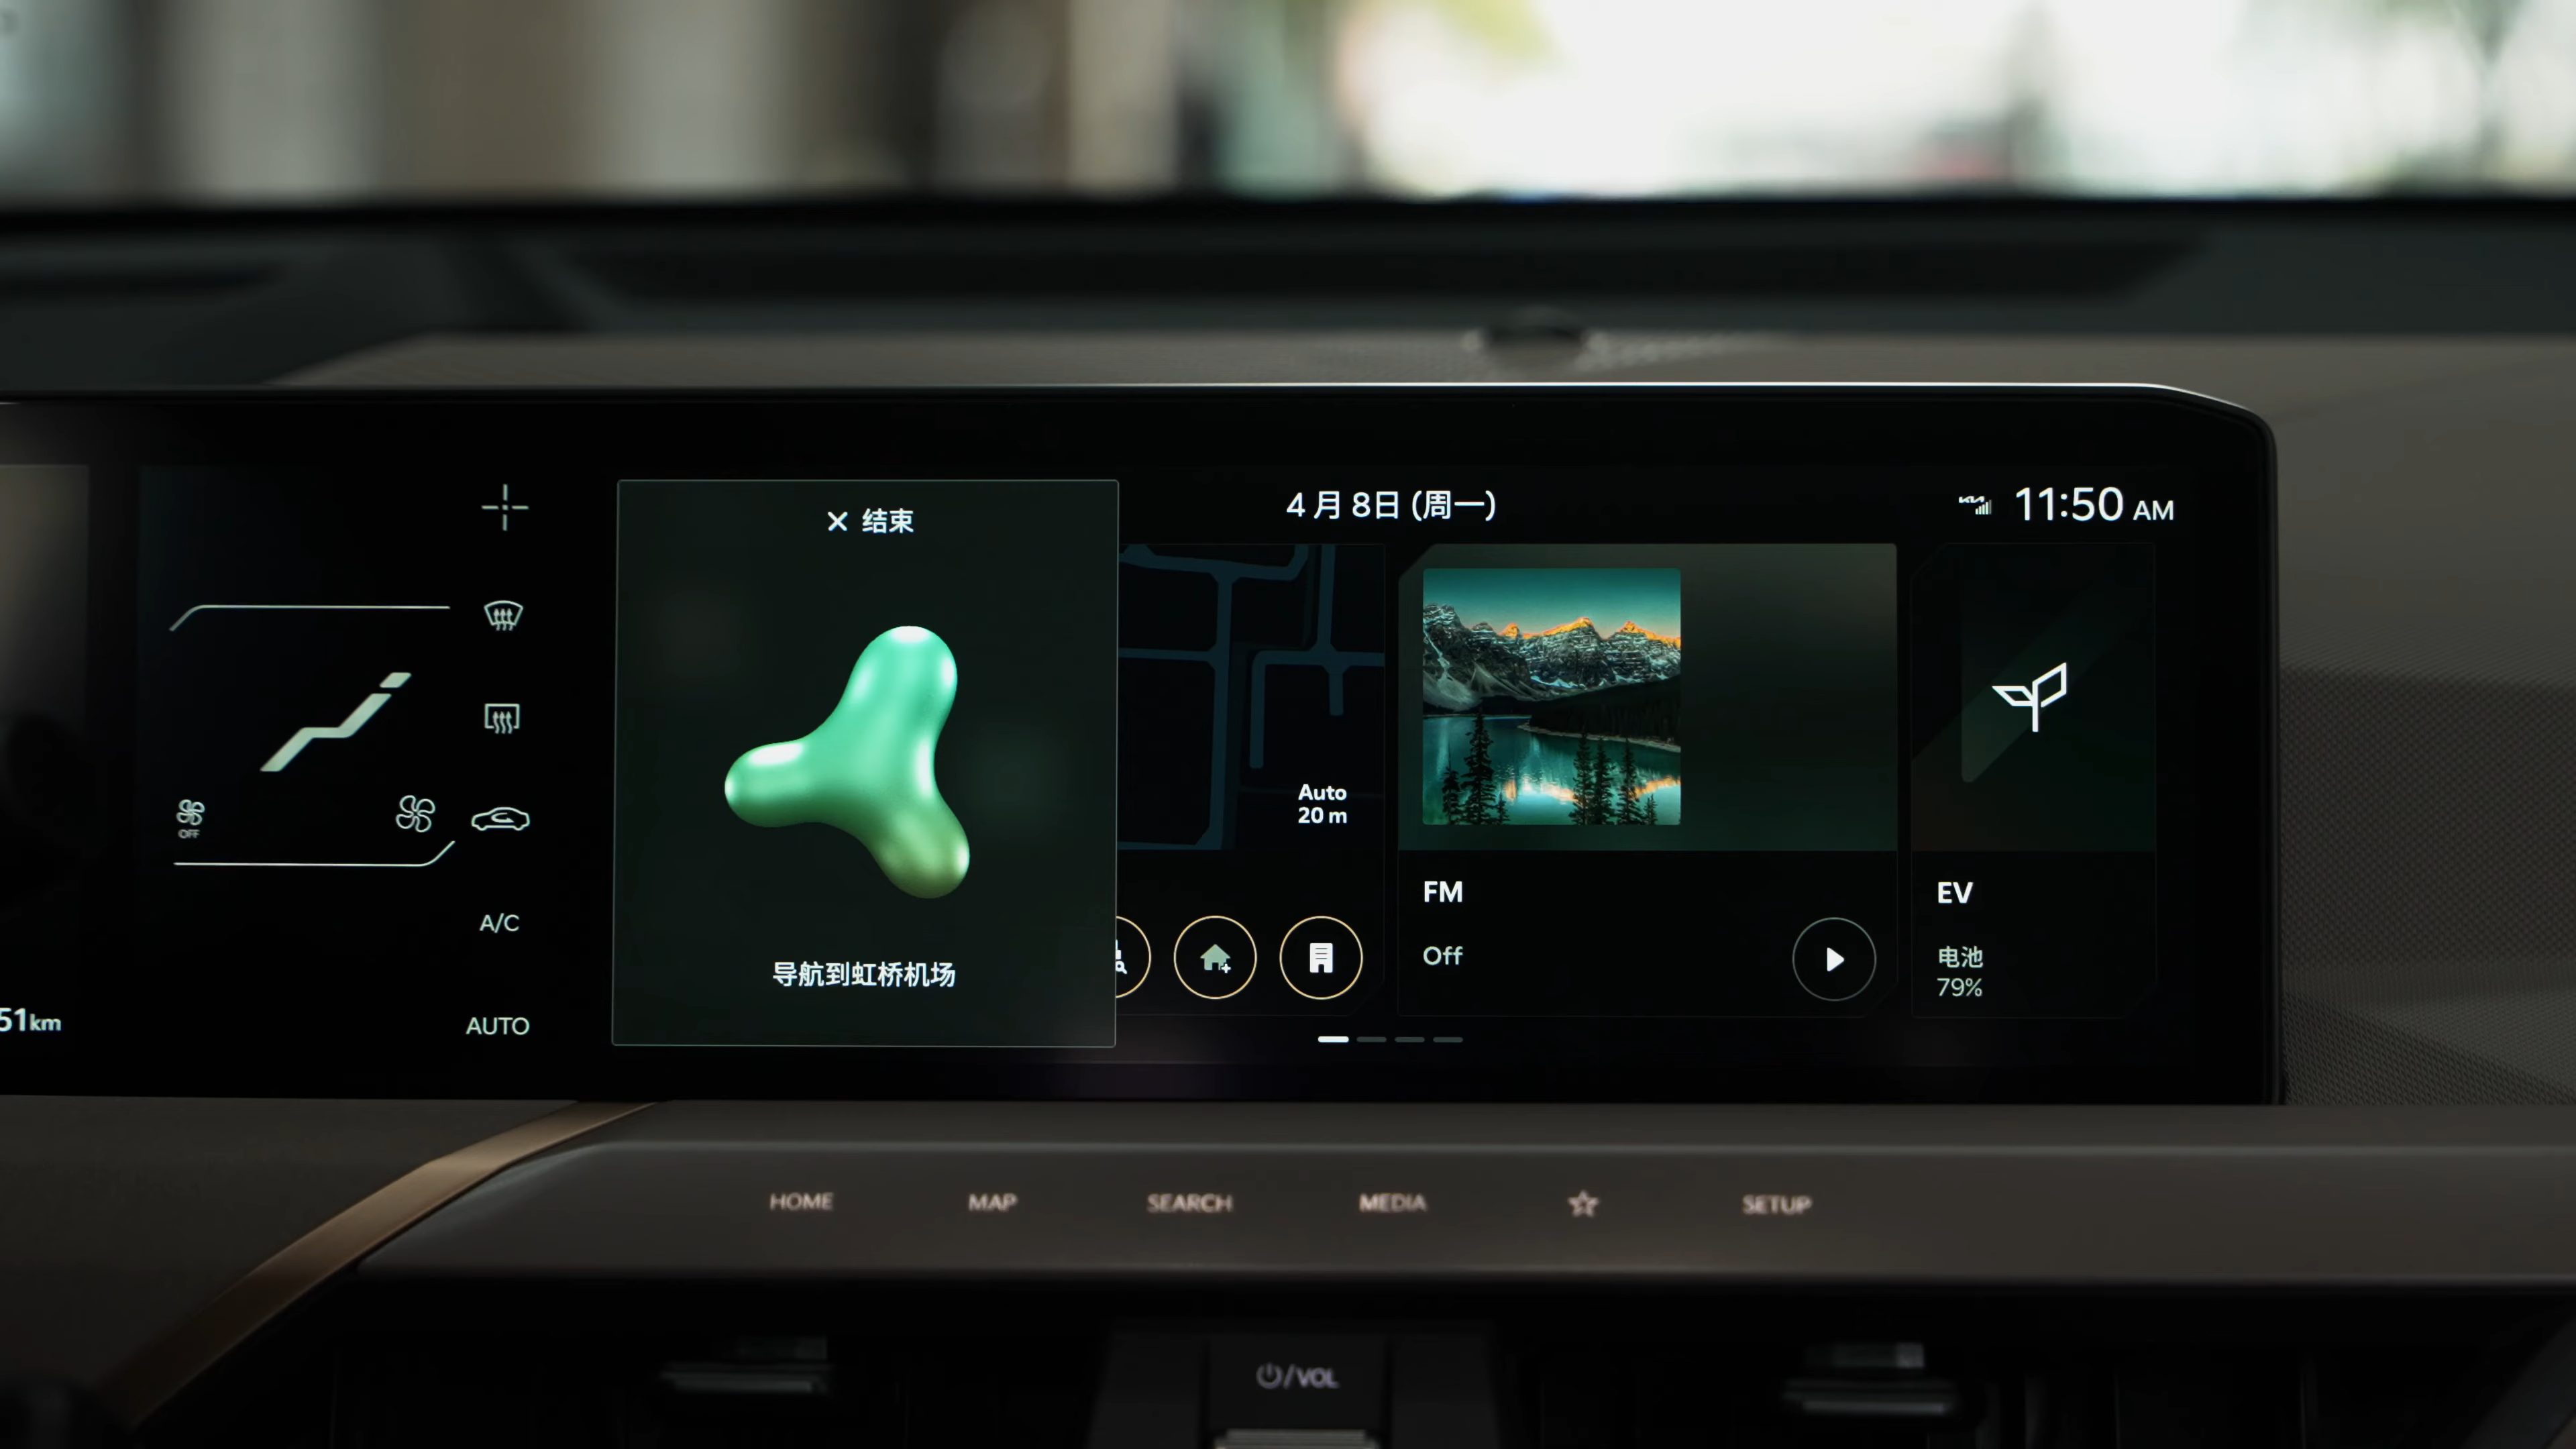 4月8日 (周一)
11:50 AM
✕ 结束
导航到虹桥机场
OFF
A/C
AUTO
51km
Auto
20 m
FM
Off
EV
电池
79%
HOME
MAP
SEARCH
MEDIA
SETUP
/VOL